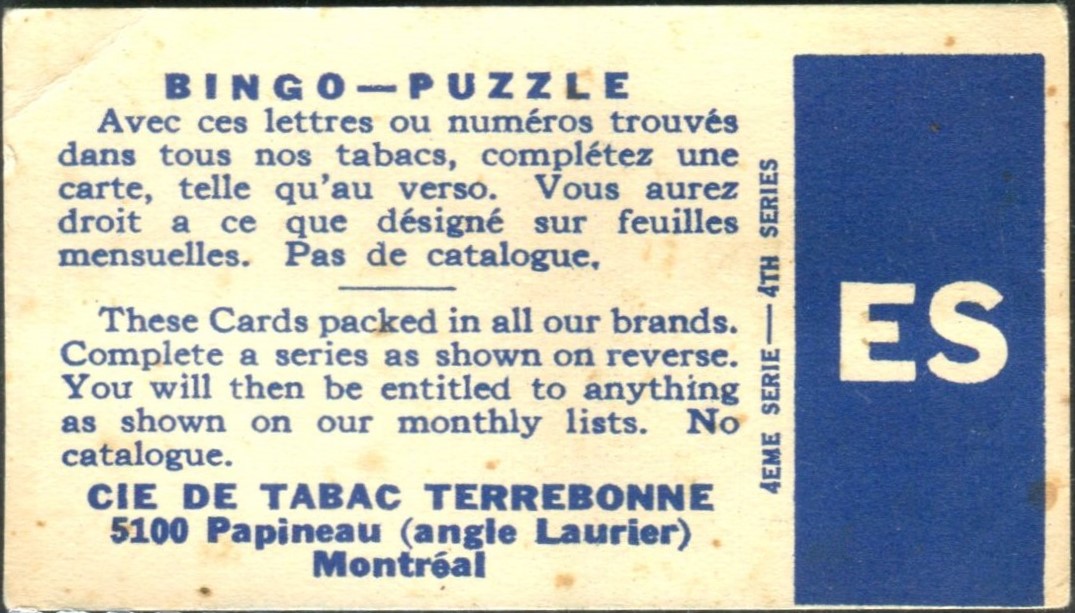 BINGO—PUZZLE
Avec ces lettres ou numéros trouvés
dans tous nos tabacs, complétez une
carte, telle qu'au verso. Vous aurez
droit a ce que désigné sur feuilles
mensuelles. Pas de catalogue.
These Cards packed in all our brands.
Complete a series as shown on reverse.
You will then be entitled to anything
as shown on our monthly lists. No
catalogue.
CIE DE TABAC TERREBONNE
5100 Papineau (angle Laurier)
Montréal
4EME SERIE—4TH SERIES
ES